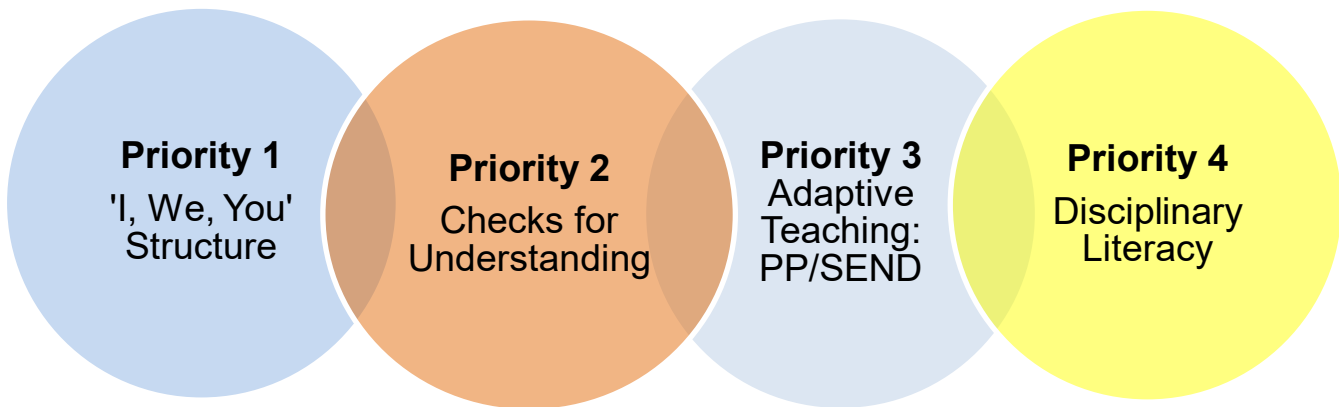 Priority 1
'I, We, You'
Structure
Priority 2
Checks for
Understanding
Priority 3
Adaptive
Teaching:
PP/SEND
Priority 4
Disciplinary
Literacy